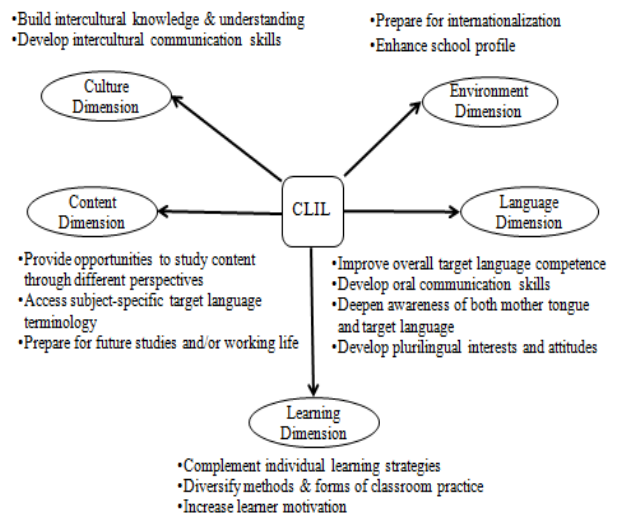 •Build intercultural knowledge & understanding
•Develop intercultural communication skills
•Prepare for internationalization
•Enhance school profile
Culture
Dimension
Environment
Dimension
CLIL
Content
Dimension
Language
Dimension
•Provide opportunities to study content
through different perspectives
•Access subject-specific target language
terminology
•Prepare for future studies and/or working life
•Improve overall target language competence
•Develop oral communication skills
•Deepen awareness of both mother tongue
and target language
•Develop plurilingual interests and attitudes
Learning
Dimension
•Complement individual learning strategies
•Diversify methods & forms of classroom practice
•Increase learner motivation